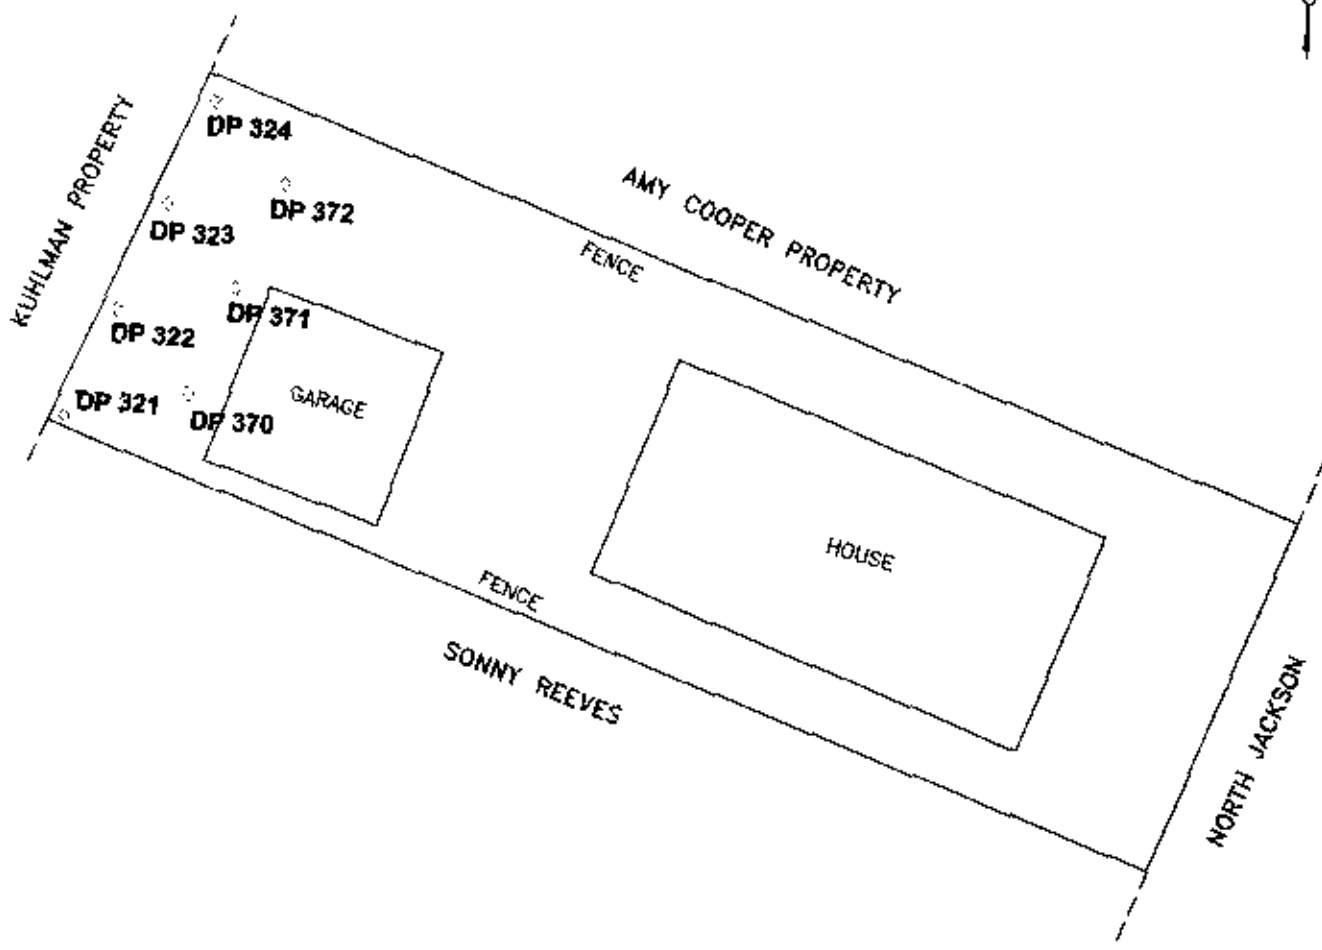 DP 324
KUHLMAN PROPERTY
DP 372
AMY COOPER PROPERTY
DP 323
FENCE
DP 371
DP 322
GARAGE
DP 321
DP 370
HOUSE
FENCE
SONNY REEVES
NORTH JACKSON